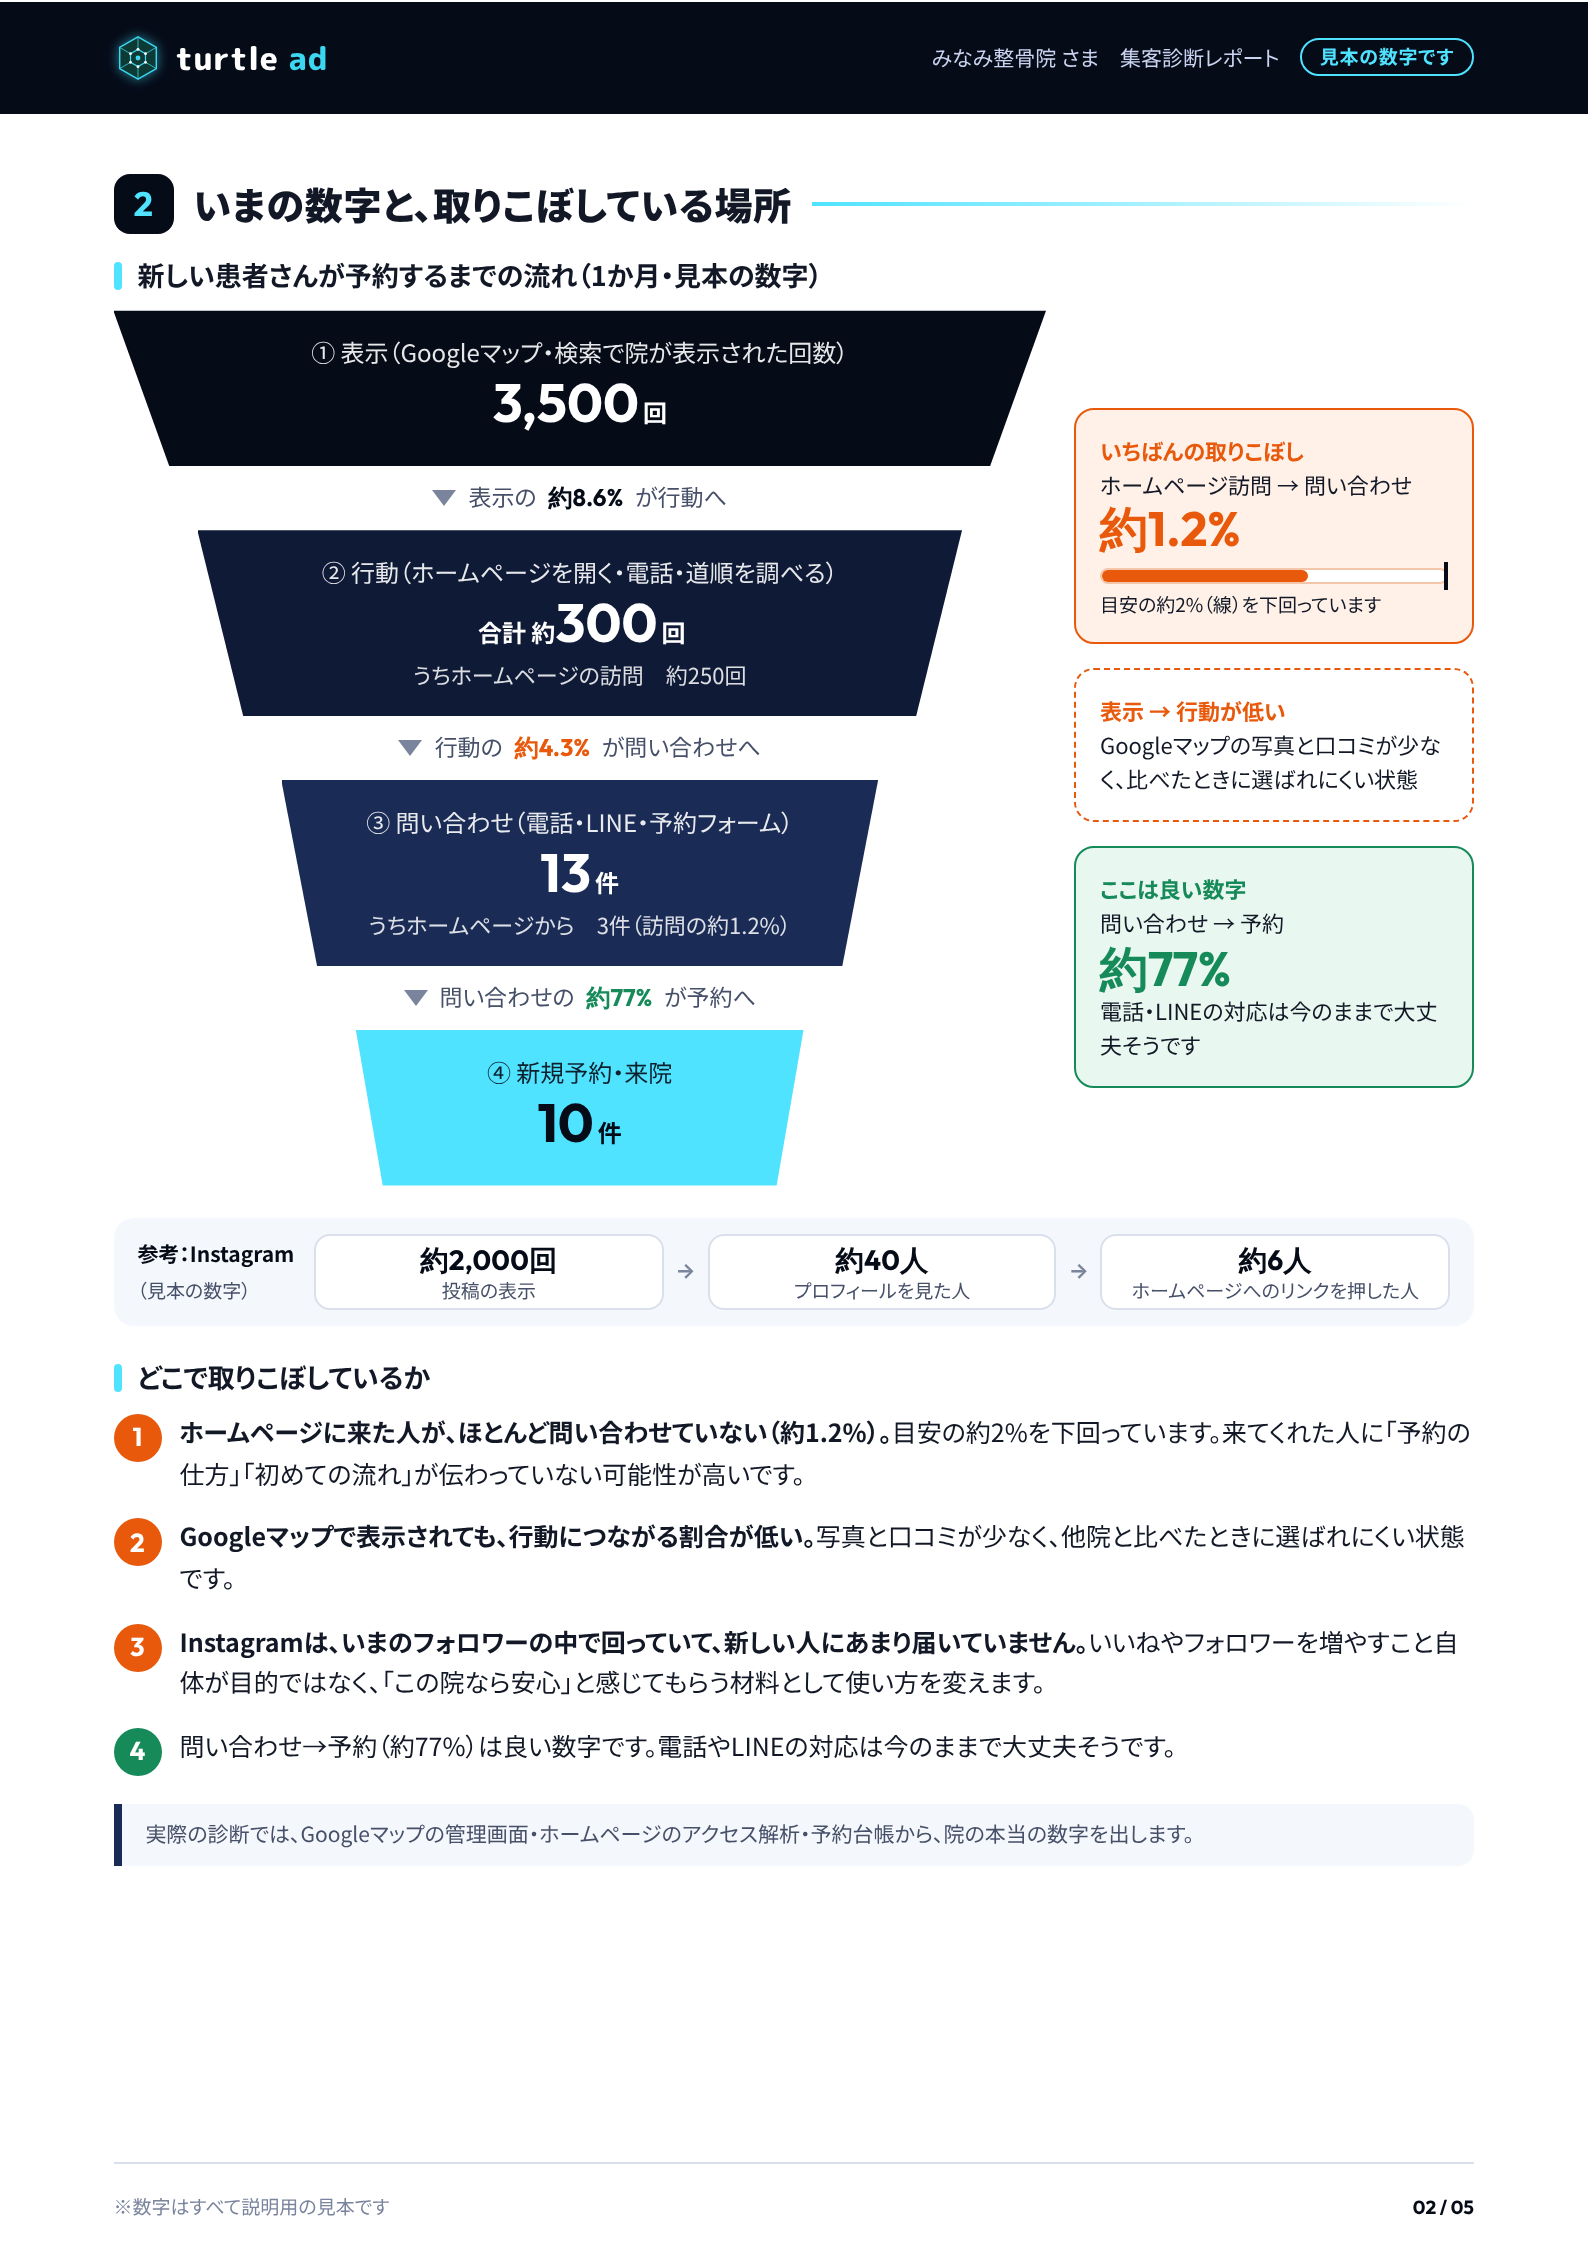 turtle ad
みなみ整骨院 さま 集客診断レポート 見本の数字です
2 いまの数字と、取りこぼしている場所
新しい患者さんが予約するまでの流れ（1か月・見本の数字）
① 表示（Googleマップ・検索で院が表示された回数）
3,500回
▼ 表示の 約8.6% が行動へ
② 行動（ホームページを開く・電話・道順を調べる）
合計 約300回
うちホームページの訪問 約250回
▼ 行動の 約4.3% が問い合わせへ
③ 問い合わせ（電話・LINE・予約フォーム）
13件
うちホームページから 3件（訪問の約1.2%）
▼ 問い合わせの 約77% が予約へ
④ 新規予約・来院
10件
いちばんの取りこぼし
ホームページ訪問 → 問い合わせ
約1.2%
目安の約2%（線）を下回っています
表示 → 行動が低い
Googleマップの写真と口コミが少な
く、比べたときに選ばれにくい状態
ここは良い数字
問い合わせ → 予約
約77%
電話・LINEの対応は今のままで大丈
夫そうです
参考：Instagram
（見本の数字）
約2,000回
投稿の表示
→
約40人
プロフィールを見た人
→
約6人
ホームページへのリンクを押した人
どこで取りこぼしているか
1 ホームページに来た人が、ほとんど問い合わせていない（約1.2%）。目安の約2%を下回っています。来てくれた人に「予約の
仕方」「初めての流れ」が伝わっていない可能性が高いです。
2 Googleマップで表示されても、行動につながる割合が低い。写真と口コミが少なく、他院と比べたときに選ばれにくい状態
です。
3 Instagramは、いまのフォロワーの中で回っていて、新しい人にあまり届いていません。いいねやフォロワーを増やすこと自
体が目的ではなく、「この院なら安心」と感じてもらう材料として使い方を変えます。
4 問い合わせ→予約（約77%）は良い数字です。電話やLINEの対応は今のままで大丈夫そうです。
実際の診断では、Googleマップの管理画面・ホームページのアクセス解析・予約台帳から、院の本当の数字を出します。
※数字はすべて説明用の見本です
02 / 05